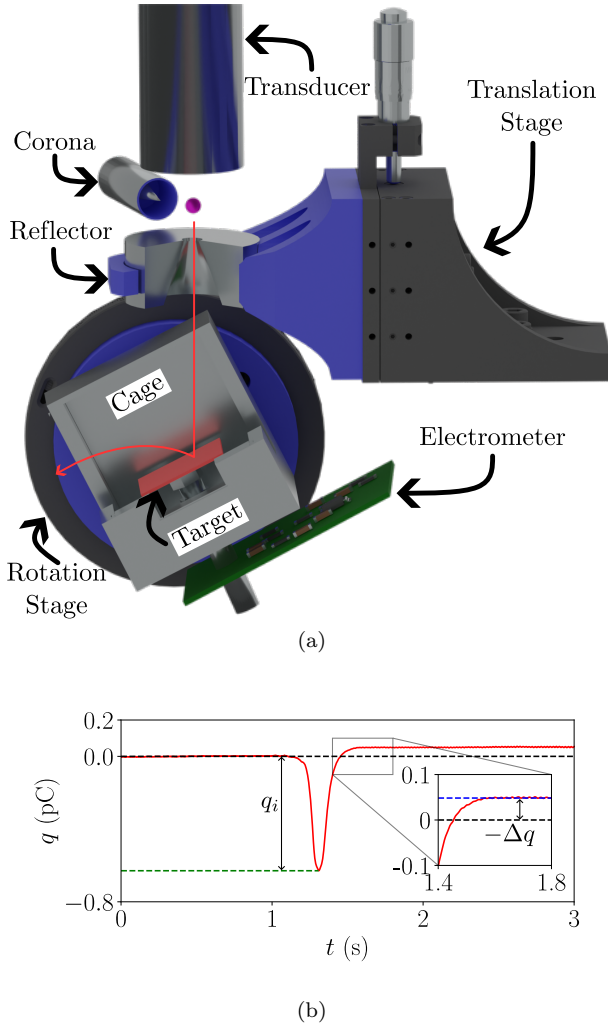 Transducer
Translation
Stage
Corona
Reflector
Cage
Electrometer
Target
Rotation
Stage
(a)
0.2
0.0
−0.8
q (pC)
q_i
0.1
0
-0.1
−Δq
1.4
1.8
0
1
2
3
t (s)
(b)